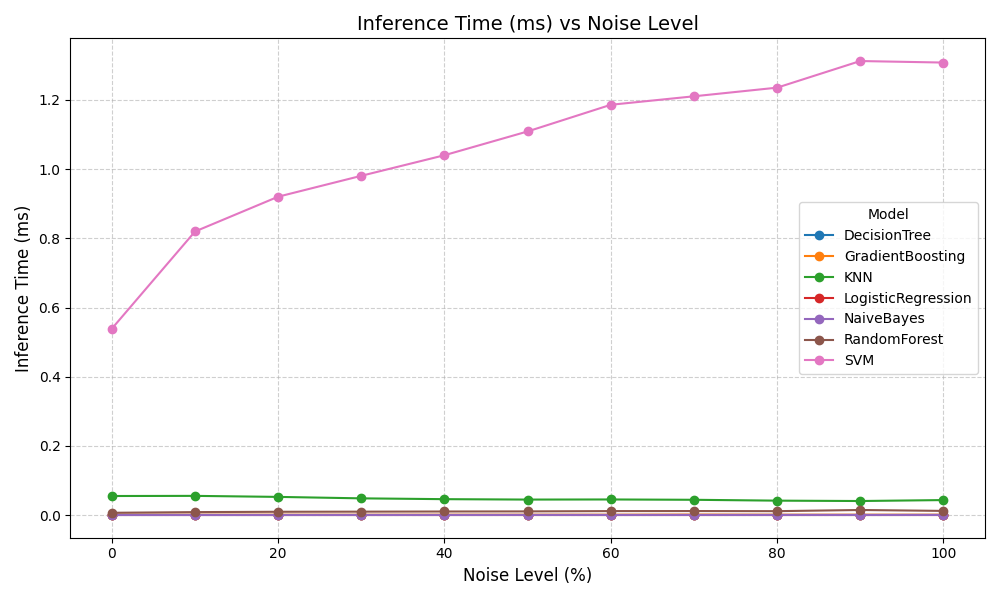 Inference Time (ms) vs Noise Level
Inference Time (ms)
1.2
1.0
0.8
0.6
0.4
0.2
0.0
0 20 40 60 80 100
Noise Level (%)
Model
DecisionTree
GradientBoosting
KNN
LogisticRegression
NaiveBayes
RandomForest
SVM